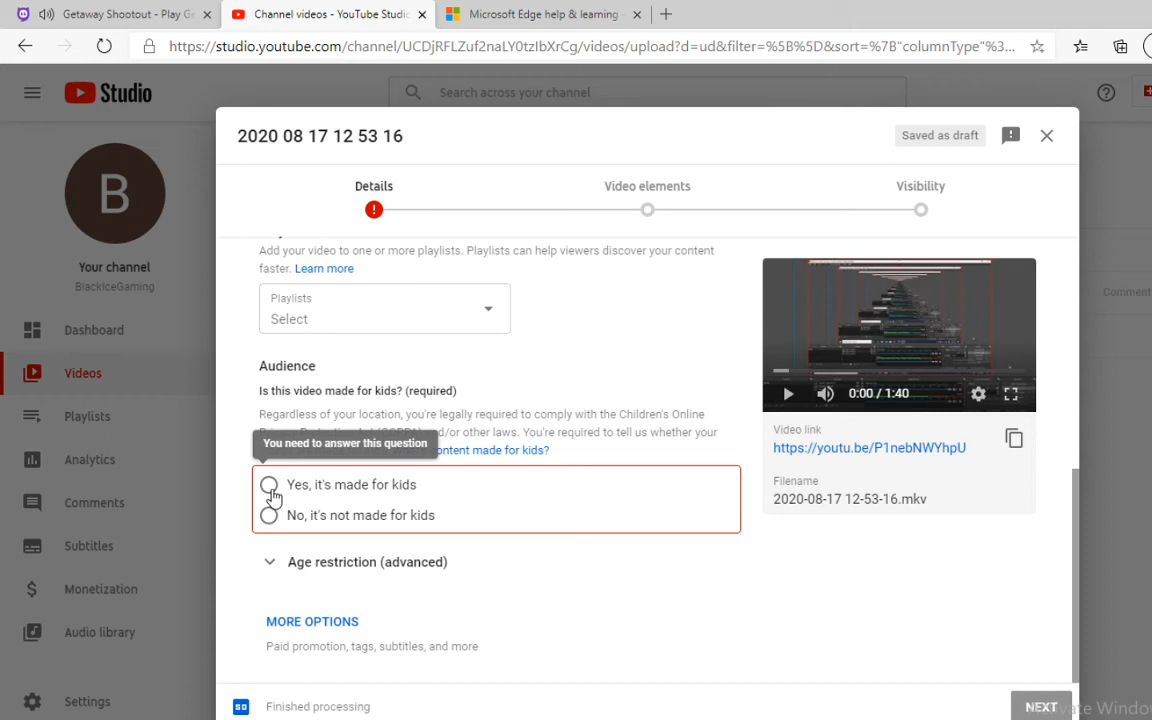 Getaway Shootout - Play G
Channel videos - YouTube Studio
Microsoft Edge help & learning -
https://studio.youtube.com/channel/UCDjRFLZuf2naLY0tzIbXrCg/videos/upload?d=ud&filter=%5B%5D&sort=%7B"columnType"%3...
Studio
Search across your channel
2020 08 17 12 53 16
Saved as draft
B
Details
Video elements
Visibility
Add your video to one or more playlists. Playlists can help viewers discover your content
faster. Learn more
Your channel
BlackIceGaming
Comment
Playlists
Select
Dashboard
Videos
Playlists
Analytics
Comments
Subtitles
Monetization
Audio library
Settings
Audience
Is this video made for kids? (required)
Regardless of your location, you're legally required to comply with the Children's Online
and/or other laws. You're required to tell us whether your
You need to answer this question
content made for kids?
Yes, it's made for kids
No, it's not made for kids
Age restriction (advanced)
MORE OPTIONS
Paid promotion, tags, subtitles, and more
0:00 / 1:40
Video link
https://youtu.be/P1nebNWYhpU
Filename
2020-08-17 12-53-16.mkv
SD
Finished processing
NEXT